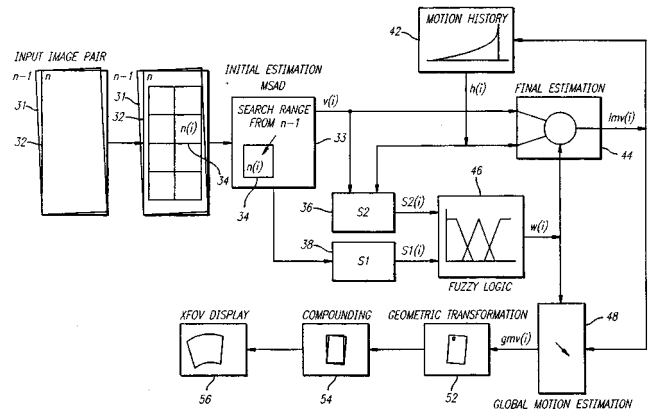 MOTION HISTORY
42
INPUT IMAGE PAIR
n-1
n
31
32
n-1
n
31
32
n(i)
34
INITIAL ESTIMATION
MSAD
SEARCH RANGE
FROM n-1
n(i)
34
v(i)
33
h(i)
FINAL ESTIMATION
lmv(i)
44
36
S2
S2(i)
38
S1
S1(i)
46
FUZZY LOGIC
w(i)
XFOV DISPLAY
56
COMPOUNDING
54
GEOMETRIC TRANSFORMATION
52
gmv(i)
48
GLOBAL MOTION ESTIMATION